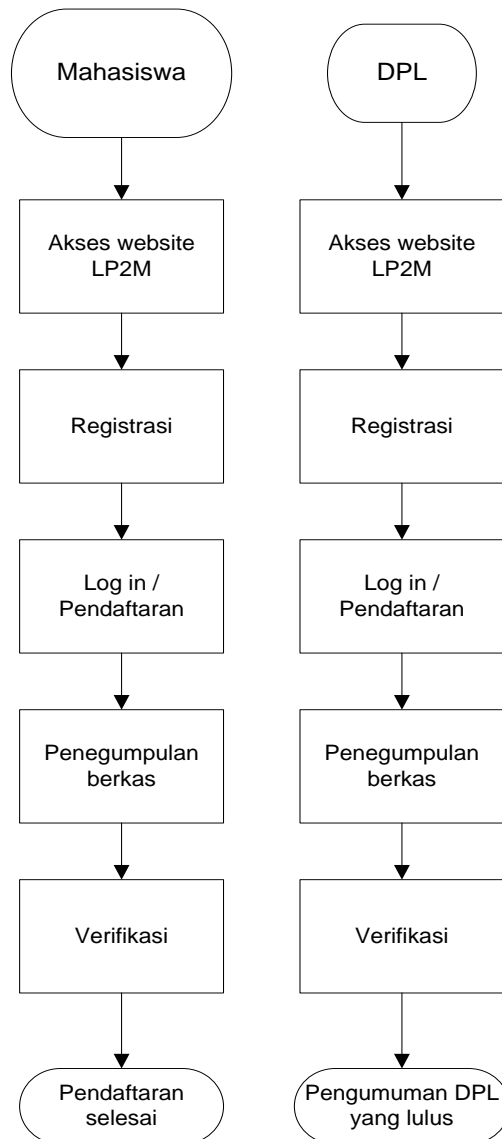 Mahasiswa
Akses website
LP2M
Registrasi
Log in /
Pendaftaran
Penegumpulan
berkas
Verifikasi
Pendaftaran
selesai
DPL
Akses website
LP2M
Registrasi
Log in /
Pendaftaran
Penegumpulan
berkas
Verifikasi
Pengumuman DPL
yang lulus